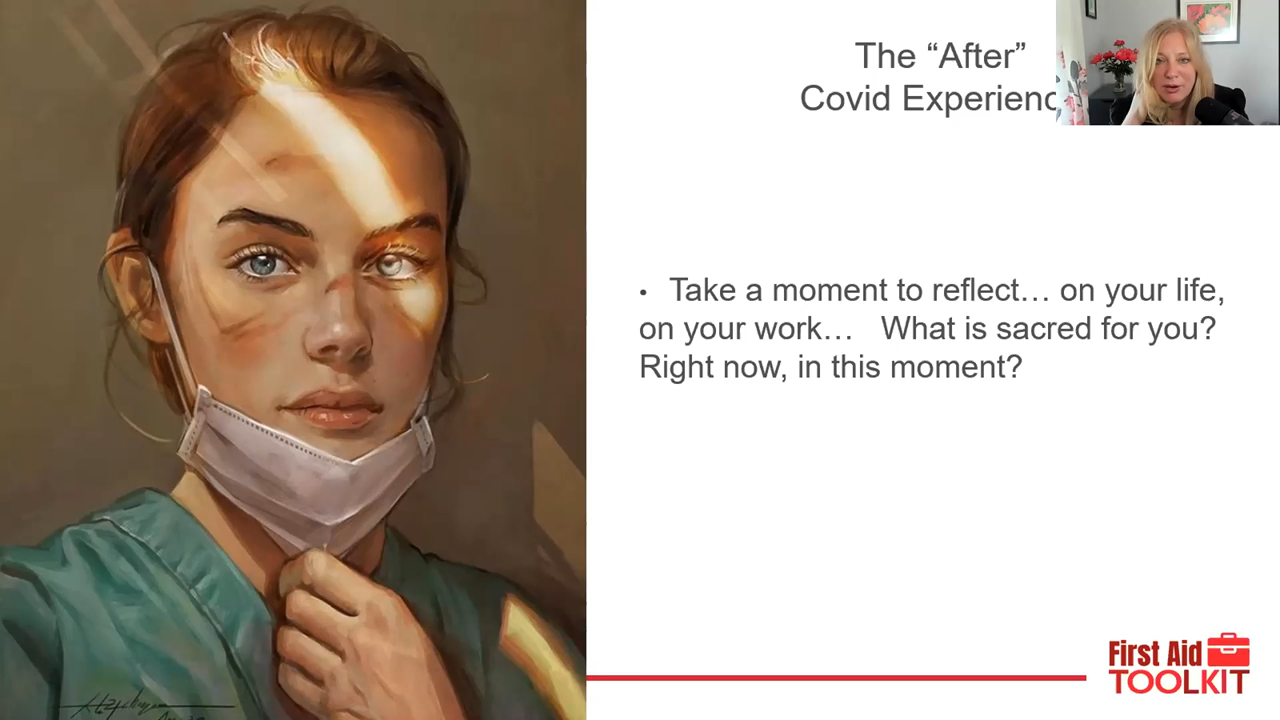 The “After”
Covid Experienc
• Take a moment to reflect… on your life,
on your work… What is sacred for you?
Right now, in this moment?
First Aid
TOOLKIT